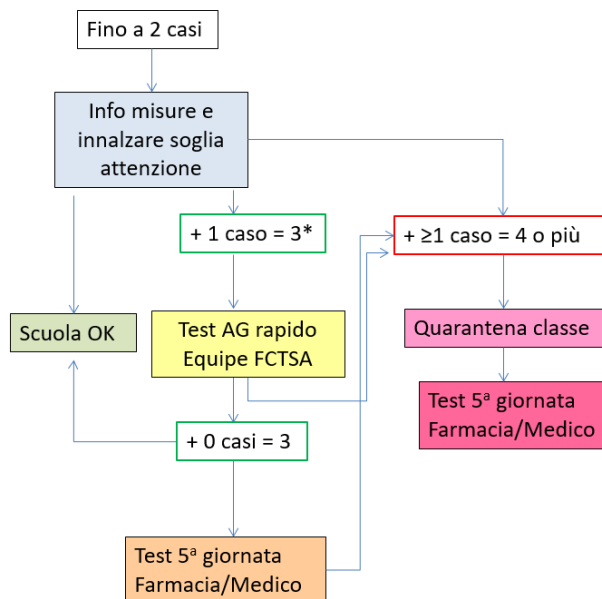 Fino a 2 casi
Info misure e
innalzare soglia
attenzione
+ 1 caso = 3*
+ ≥1 caso = 4 o più
Scuola OK
Test AG rapido
Equipe FCTSA
Quarantena classe
Test 5ª giornata
Farmacia/Medico
+ 0 casi = 3
Test 5ª giornata
Farmacia/Medico